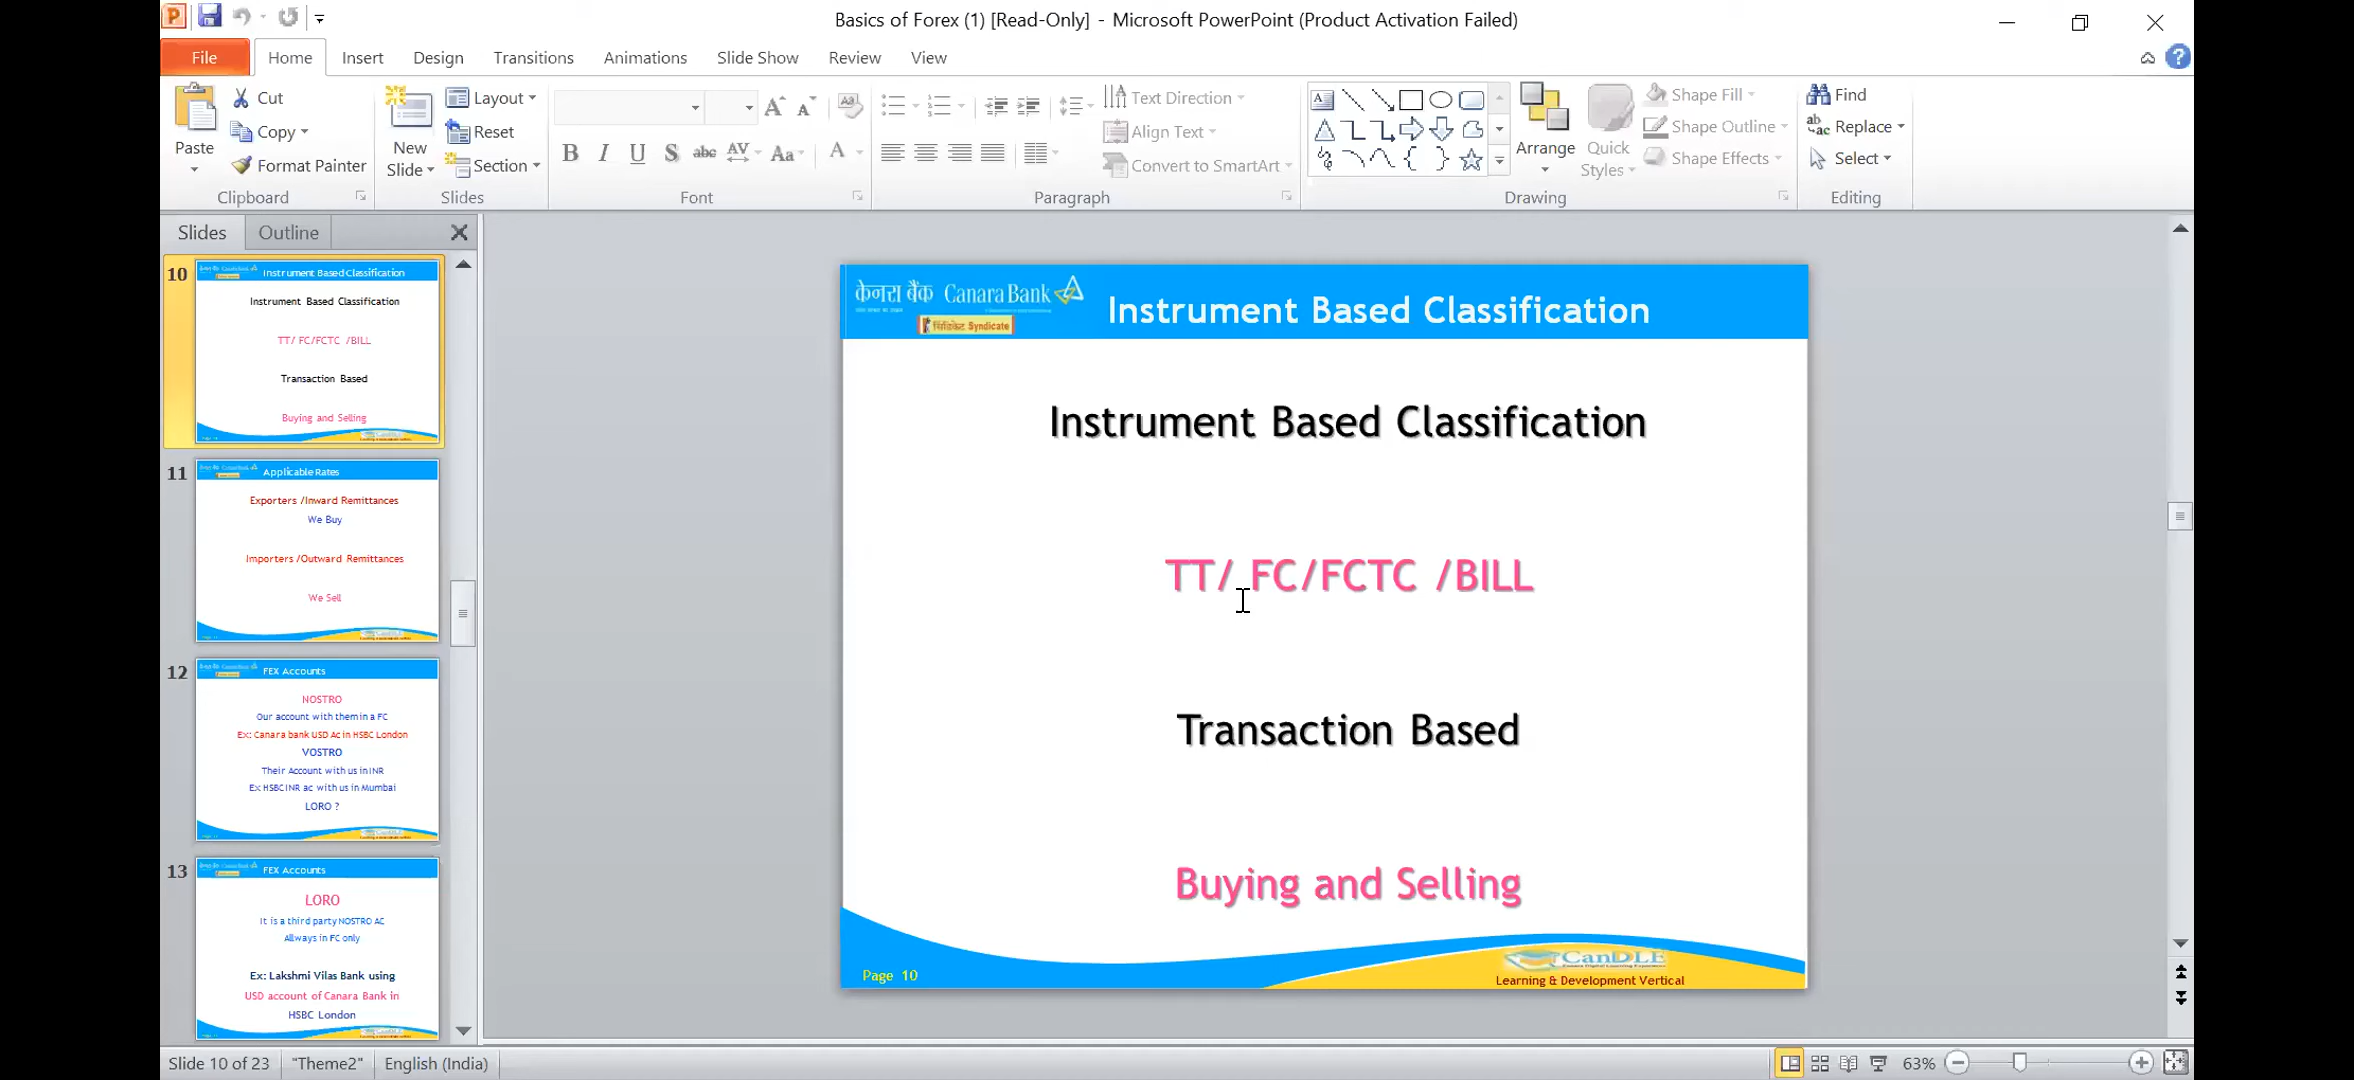 Basics of Forex (1) [Read-Only] - Microsoft PowerPoint (Product Activation Failed)
File Home Insert Design Transitions Animations Slide Show Review View
Paste
Cut
Copy
Format Painter
Clipboard
New Slide
Layout
Reset
Section
Slides
Font
Text Direction
Align Text
Convert to SmartArt
Paragraph
Arrange
Quick Styles
Shape Fill
Shape Outline
Shape Effects
Drawing
Find
Replace
Select
Editing
Slides Outline
10
Instrument Based Classification
Instrument Based Classification
TT/ FC/FCTC /BILL
Transaction Based
Buying and Selling
11
Applicable Rates
Exporters /Inward Remittances
We Buy
Importers /Outward Remittances
We Sell
12
FEX Accounts
NOSTRO
Our account with them in a FC
Ex: Canara bank USD Ac in HSBC London
VOSTRO
Their Account with us in INR
Ex HSBC INR ac with us in Mumbai
LORO ?
13
FEX Accounts
LORO
It is a third party NOSTRO AC
Allways in FC only
Ex: Lakshmi Vilas Bank using
USD account of Canara Bank in
HSBC London
केनरा बैंक Canara Bank
सिंडिकेट Syndicate
Instrument Based Classification
Instrument Based Classification
TT/ FC/FCTC /BILL
Transaction Based
Buying and Selling
Page 10
CanDLE
Learning & Development Vertical
Slide 10 of 23
"Theme2"
English (India)
63%